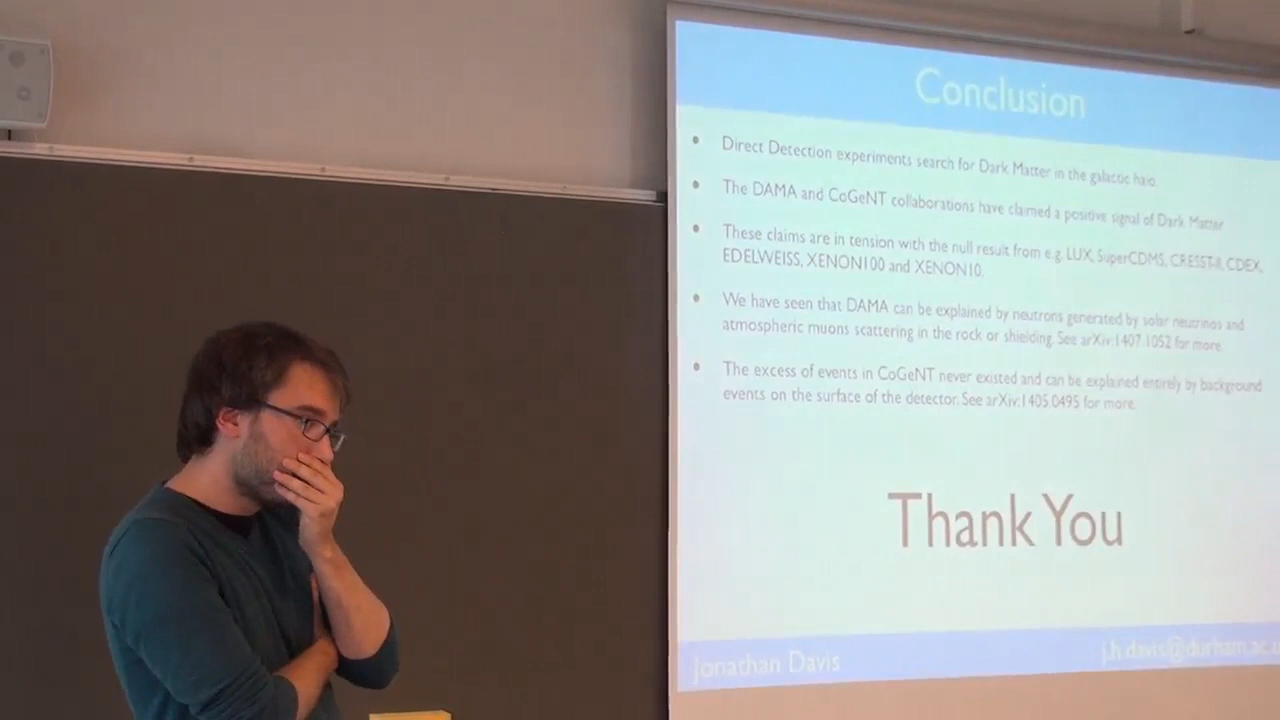 Conclusion
• Direct Detection experiments search for Dark Matter in the galactic halo.
• The DAMA and CoGeNT collaborations have claimed a positive signal of Dark Matter
• These claims are in tension with the null result from e.g. LUX, SuperCDMS, CRESST-II, CDEX,
EDELWEISS, XENON100 and XENON10.
• We have seen that DAMA can be explained by neutrons generated by solar neutrinos and
atmospheric muons scattering in the rock or shielding. See arXiv:1407.1052 for more.
• The excess of events in CoGeNT never existed and can be explained entirely by background
events on the surface of the detector. See arXiv:1405.0495 for more.
Thank You
Jonathan Davis
j.h.davis@durham.ac.u